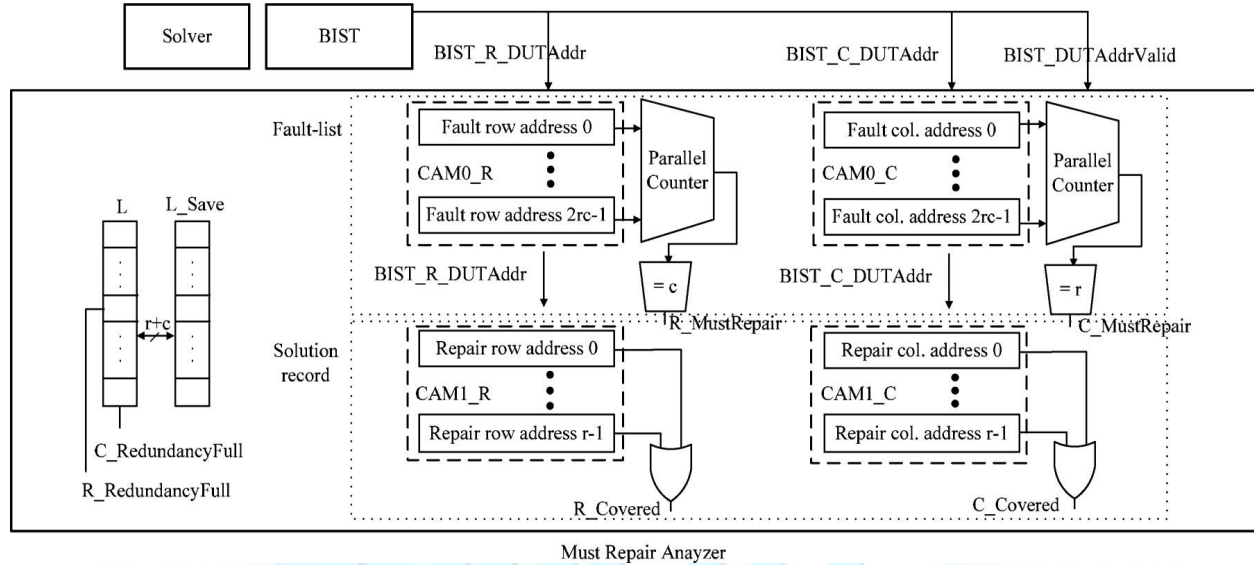 Solver
BIST
BIST_R_DUTAddr
BIST_C_DUTAddr
BIST_DUTAddrValid
Fault-list
Fault row address 0
CAM0_R
Fault row address 2rc-1
Parallel
Counter
Fault col. address 0
CAM0_C
Fault col. address 2rc-1
Parallel
Counter
L
L_Save
r+c
BIST_R_DUTAddr
= c
R_MustRepair
BIST_C_DUTAddr
= r
C_MustRepair
Solution
record
Repair row address 0
CAM1_R
Repair row address r-1
R_Covered
Repair col. address 0
CAM1_C
Repair col. address r-1
C_Covered
C_RedundancyFull
R_RedundancyFull
Must Repair Anayzer